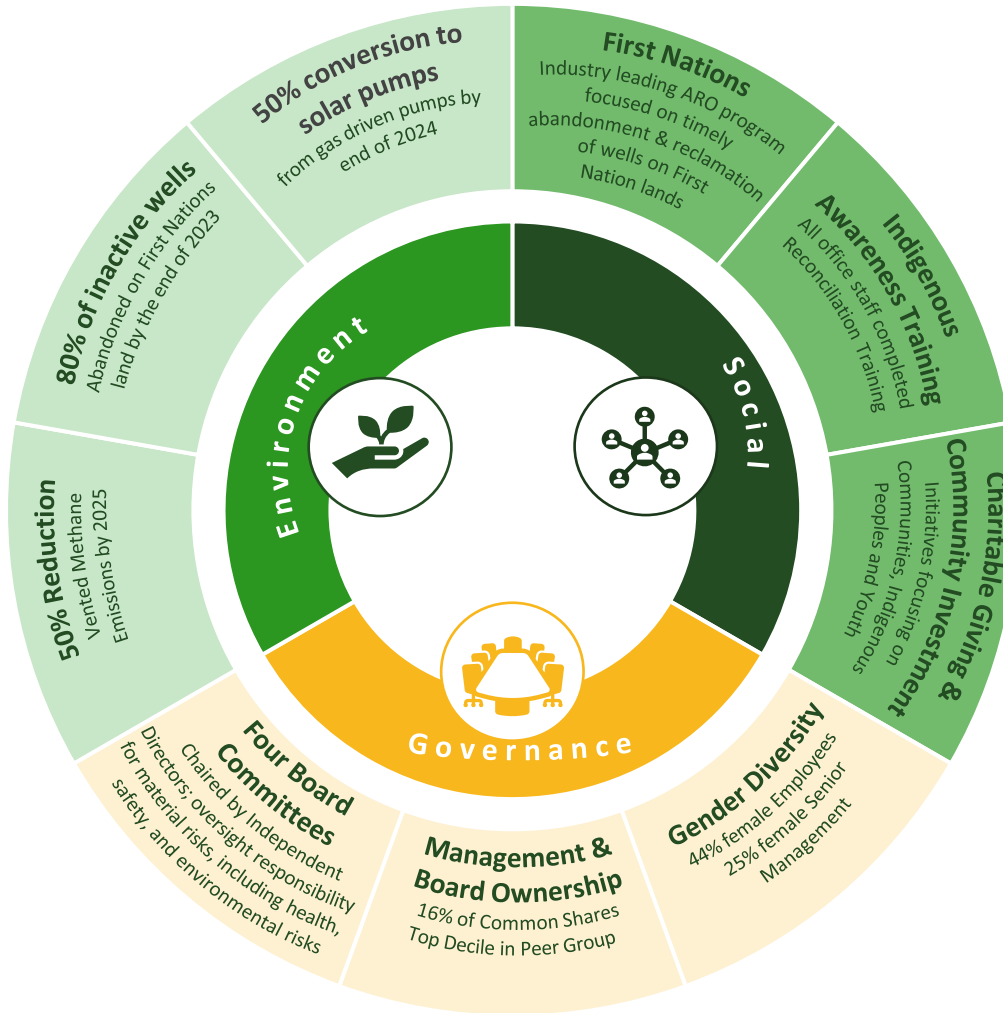 50% conversion to
solar pumps
from gas driven pumps by
end of 2024
First Nations
Industry leading ARO program
focused on timely
abandonment & reclamation
of wells on First
Nation lands
Indigenous
Awareness Training
All office staff completed
Reconciliation Training
Charitable Giving &
Community Investment
Initiatives focusing on
Communities, Indigenous
Peoples and Youth
Gender Diversity
44% female Employees
25% female Senior
Management
Management &
Board Ownership
16% of Common Shares
Top Decile in Peer Group
Four Board
Committees
Chaired by Independent
Directors; oversight responsibility
for material risks, including health,
safety, and environmental risks
50% Reduction
Vented Methane
Emissions by 2025
80% of inactive wells
Abandoned on First Nations
land by the end of 2023
Environment
Social
Governance